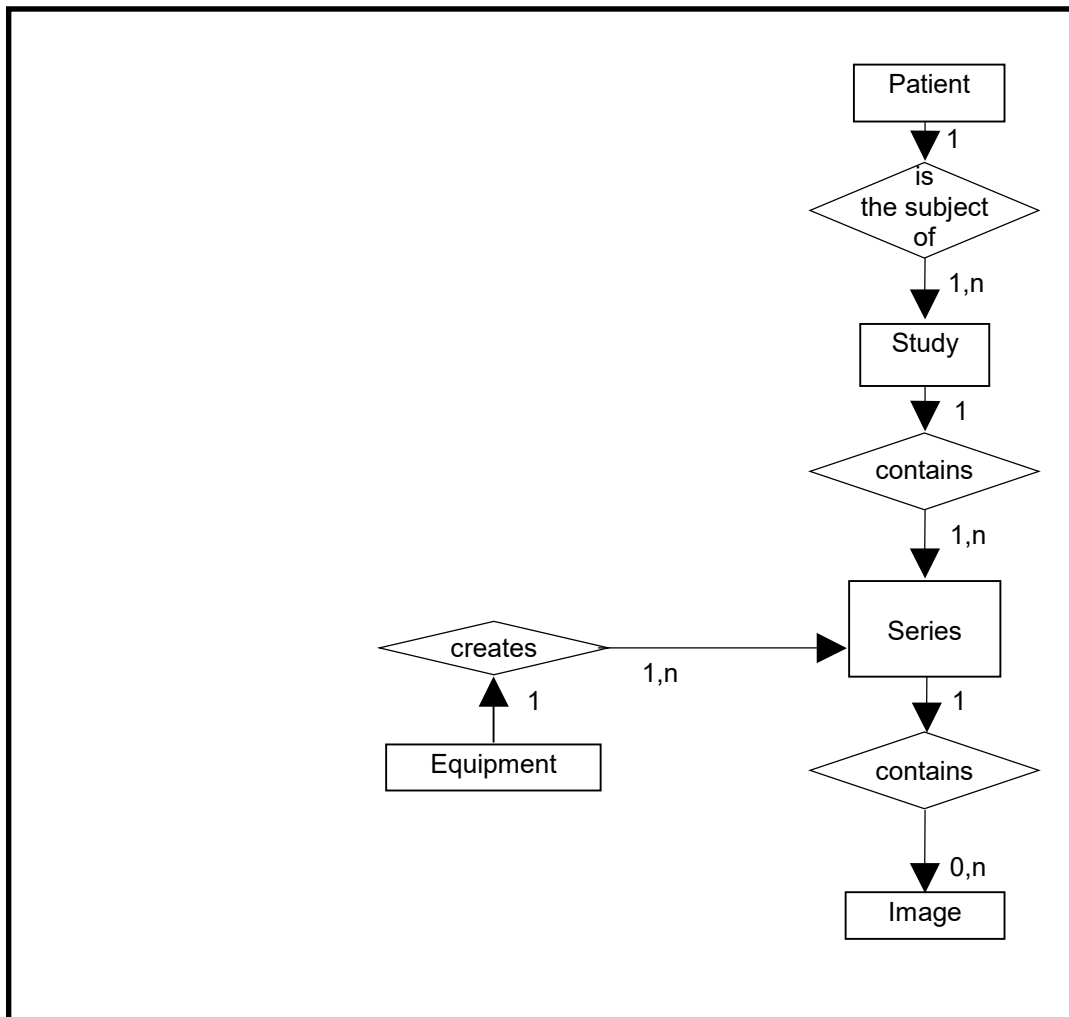 Patient
1
is
the subject
of
1,n
Study
1
contains
1,n
Series
creates
1,n
1
1
Equipment
contains
0,n
Image